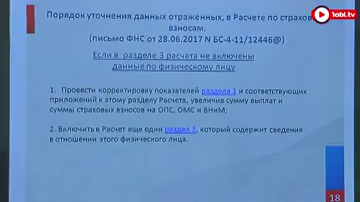 1obl.tv
Порядок уточнения данных отраженных, в Расчете по страховым
взносам.
(письмо ФНС от 28.06.2017 N БС-4-11/12446@)
Если в разделе 3 расчета не включены
данные по физическому лицу
1. Провести корректировку показателей раздела 1 и соответствующих
приложений к этому разделу Расчета, увеличив сумму выплат и
суммы страховых взносов на ОПС, ОМС и ВНиМ;
2. Включить в Расчет еще один раздел 3, который содержит сведения
в отношении этого физического лица.
18